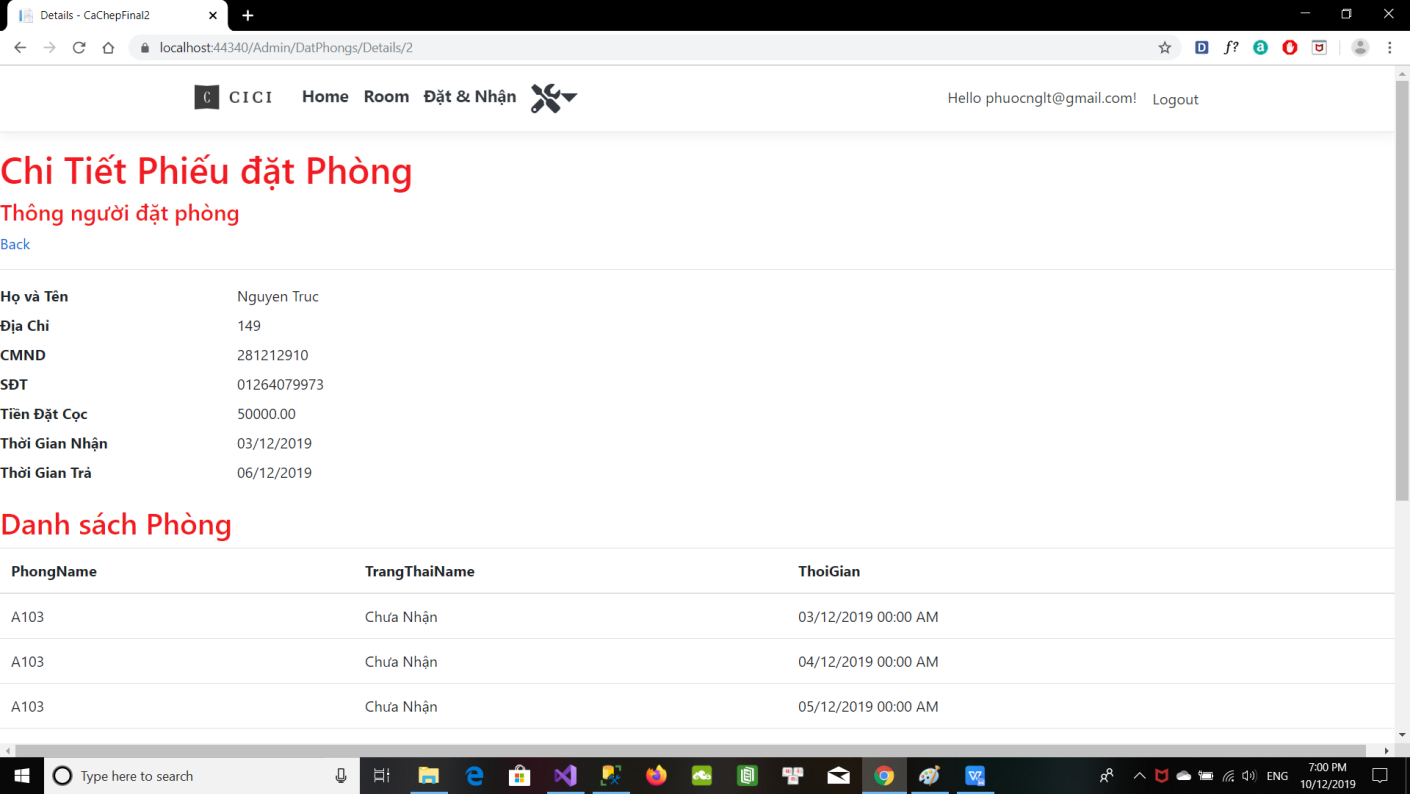 Details - CaChepFinal2
localhost:44340/Admin/DatPhongs/Details/2
C CICI Home Room Đặt & Nhận Hello phuocnglt@gmail.com! Logout
Chi Tiết Phiếu đặt Phòng
Thông người đặt phòng
Back
Họ và Tên Nguyen Truc
Địa Chỉ 149
CMND 281212910
SĐT 01264079973
Tiền Đặt Cọc 50000.00
Thời Gian Nhận 03/12/2019
Thời Gian Trả 06/12/2019
Danh sách Phòng
PhongName TrangThaiName ThoiGian
A103 Chưa Nhận 03/12/2019 00:00 AM
A103 Chưa Nhận 04/12/2019 00:00 AM
A103 Chưa Nhận 05/12/2019 00:00 AM
Type here to search
ENG
7:00 PM
10/12/2019